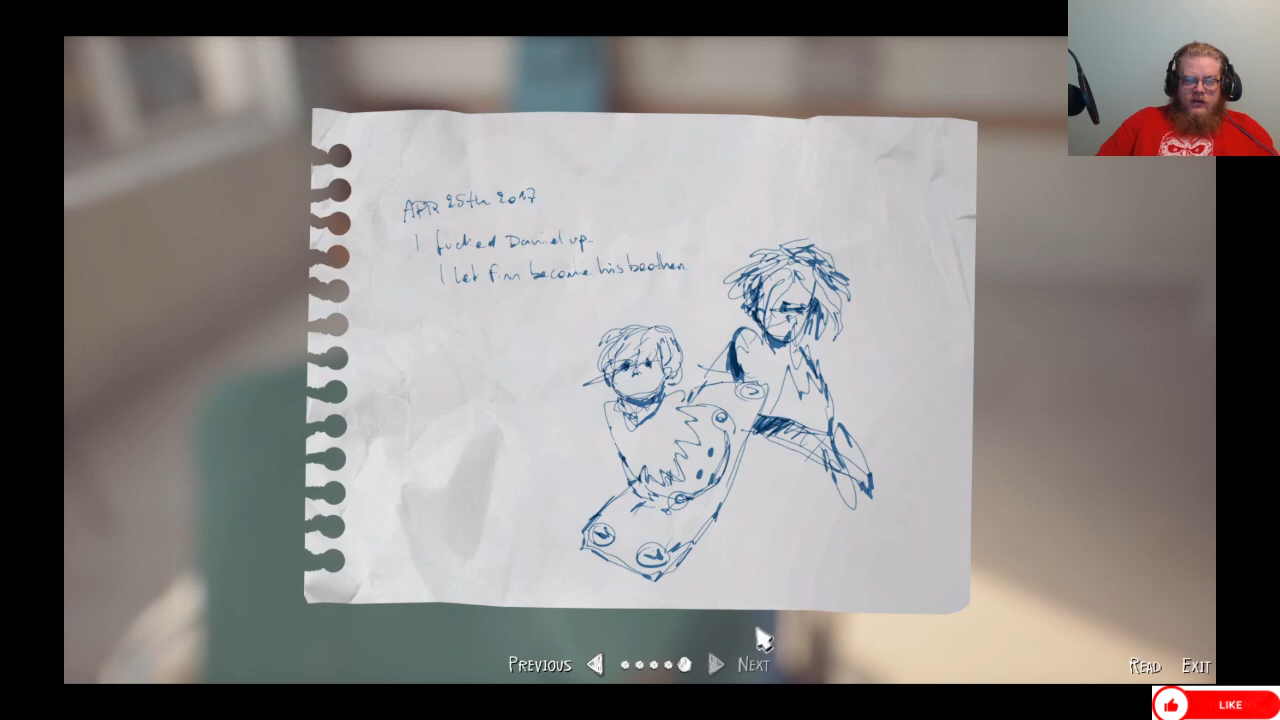 APR 25th 2017
I fucked Daniel up.
I let Finn become his brother.
PREVIOUS
NEXT
READ
EXIT
LIKE